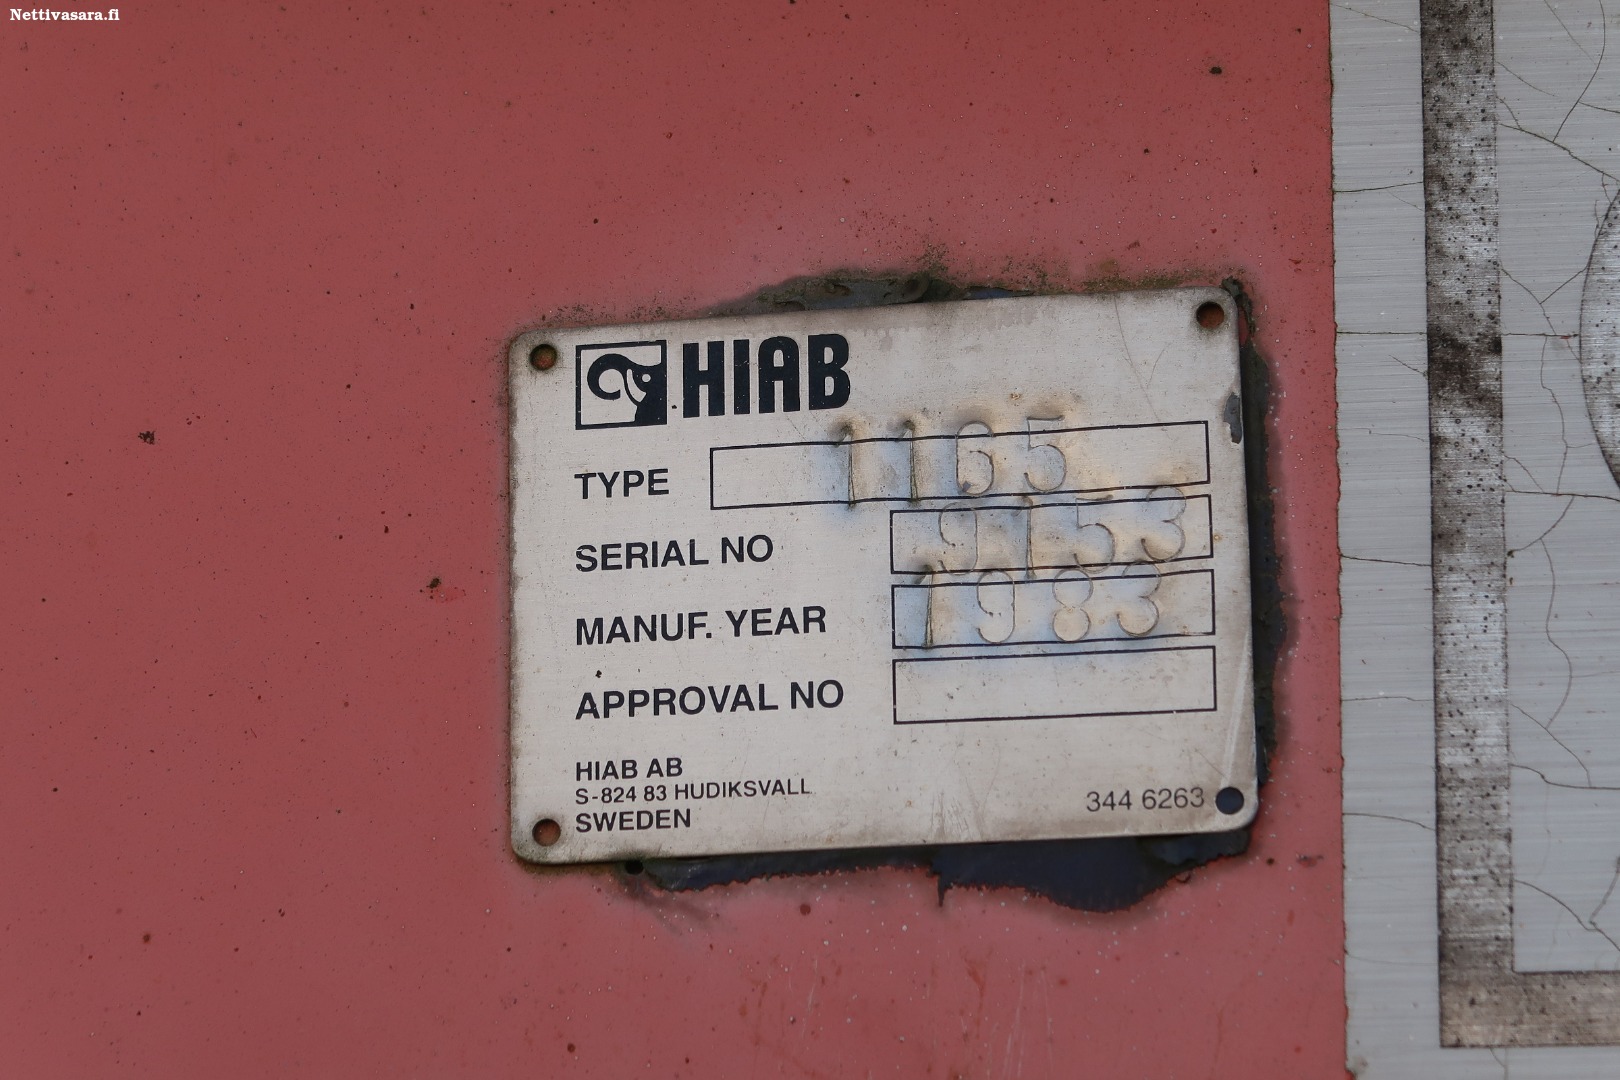 Nettivasara.fi
HIAB
TYPE 1165
SERIAL NO 9153
MANUF. YEAR 1983
APPROVAL NO
HIAB AB
S-824 83 HUDIKSVALL
SWEDEN
344 6263